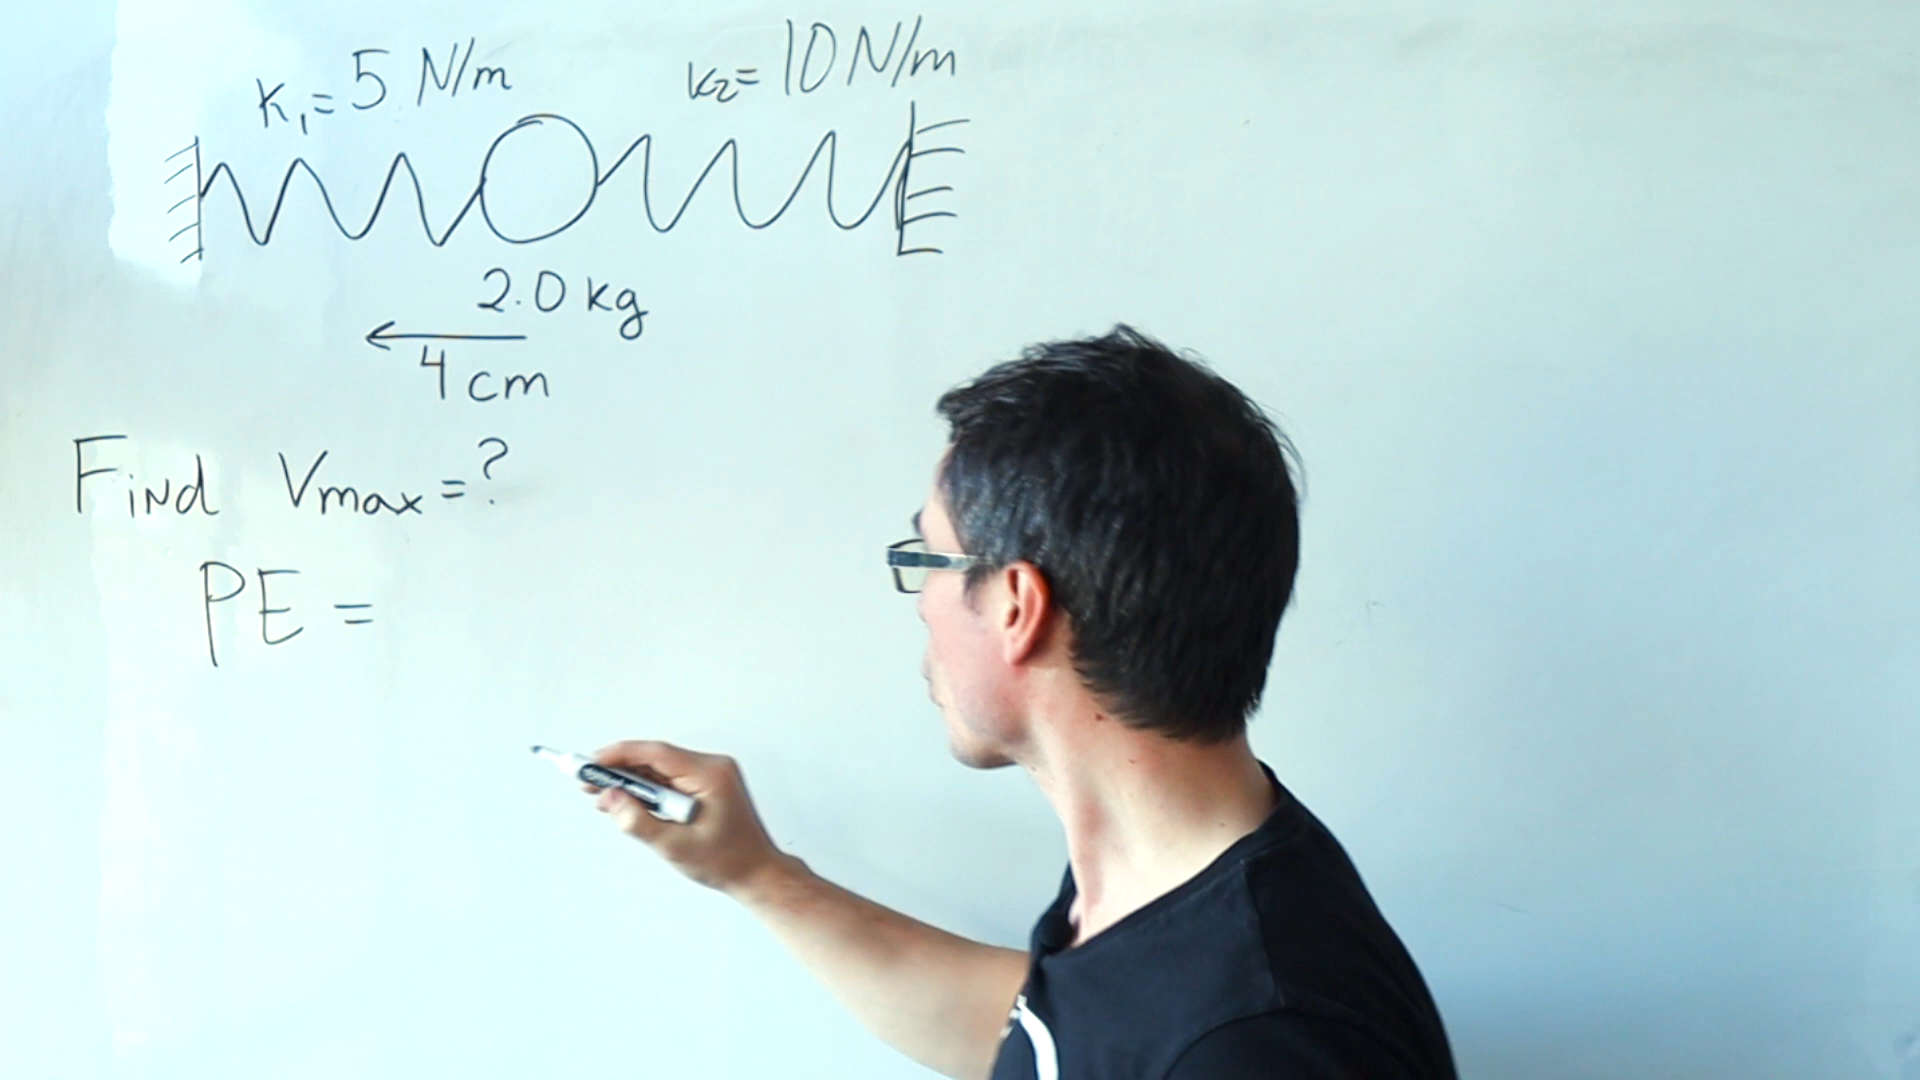 K₁ = 5 N/m
K₂ = 10 N/m
2.0 kg
4 cm
Find Vmax = ?
PE =